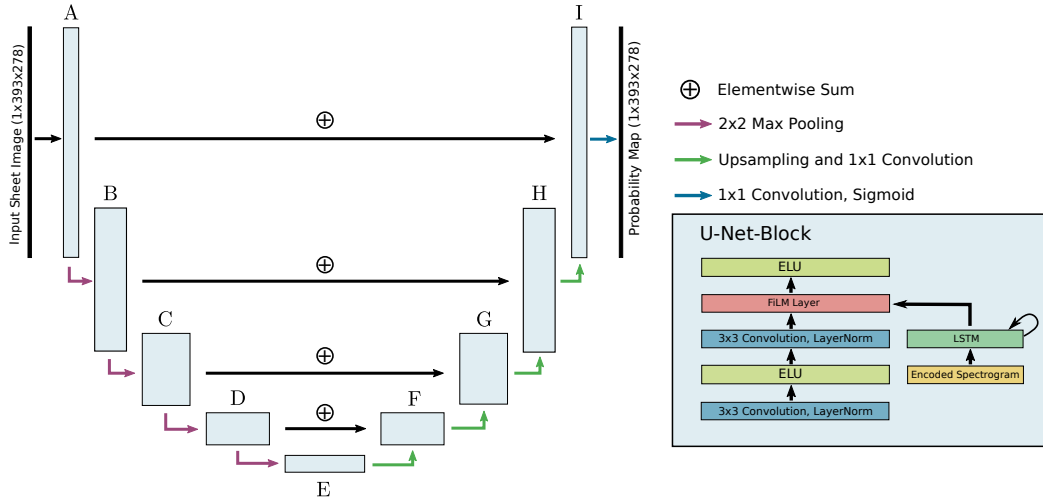 A
I
Input Sheet Image (1x393x278)
Probability Map (1x393x278)
B
H
C
G
D
F
E
Elementwise Sum
2x2 Max Pooling
Upsampling and 1x1 Convolution
1x1 Convolution, Sigmoid
U-Net-Block
ELU
FiLM Layer
3x3 Convolution, LayerNorm
LSTM
ELU
Encoded Spectrogram
3x3 Convolution, LayerNorm